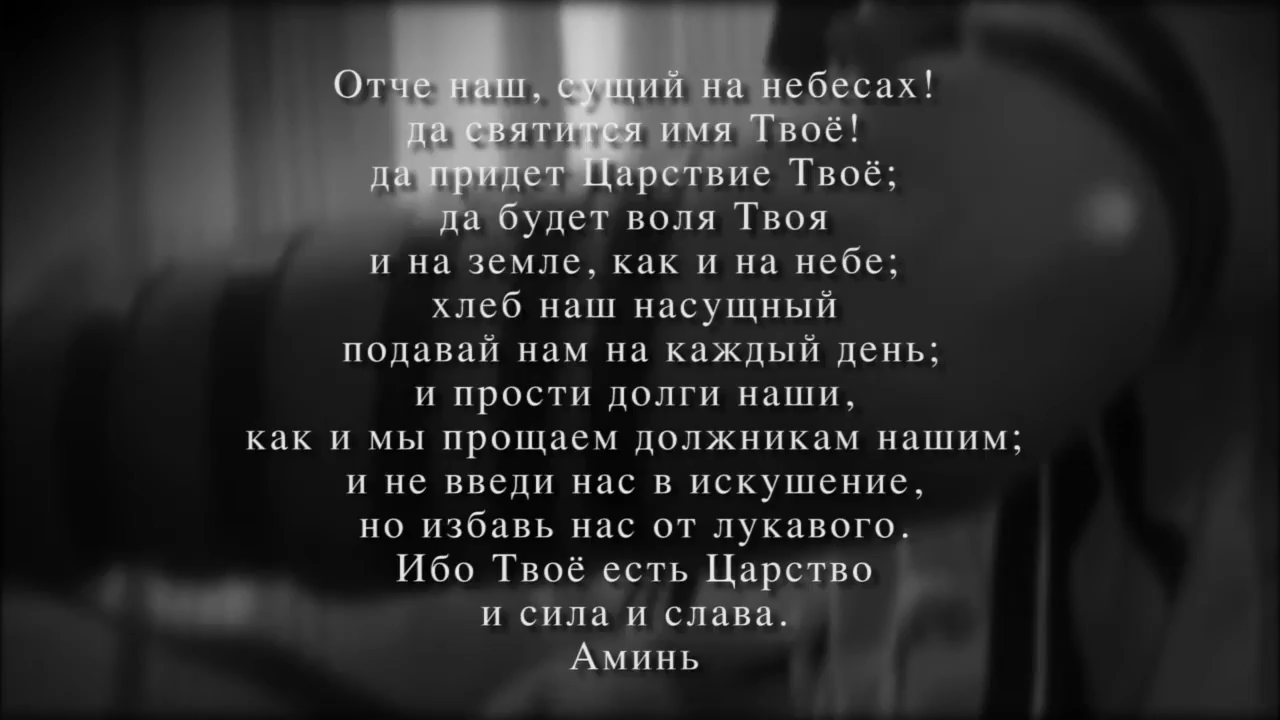 Отче наш, сущий на небесах!
да святится имя Твоё!
да придет Царствие Твоё;
да будет воля Твоя
и на земле, как и на небе;
хлеб наш насущный
подавай нам на каждый день;
и прости долги наши,
как и мы прощаем должникам нашим;
и не введи нас в искушение,
но избавь нас от лукавого.
Ибо Твоё есть Царство
и сила и слава.
Аминь